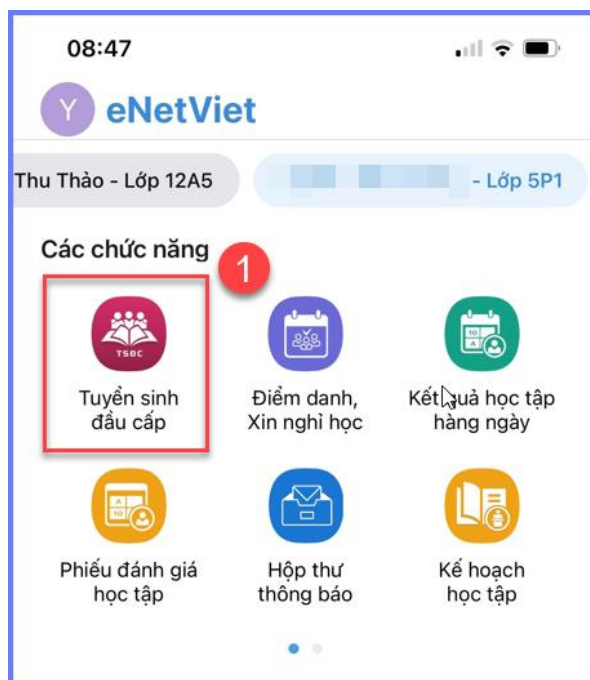 08:47
Y eNetViet
Thu Thảo - Lớp 12A5
- Lớp 5P1
Các chức năng
1
TSĐC
Tuyển sinh
đầu cấp
Điểm danh,
Xin nghỉ học
Kết quả học tập
hàng ngày
Phiếu đánh giá
học tập
Hộp thư
thông báo
Kế hoạch
học tập